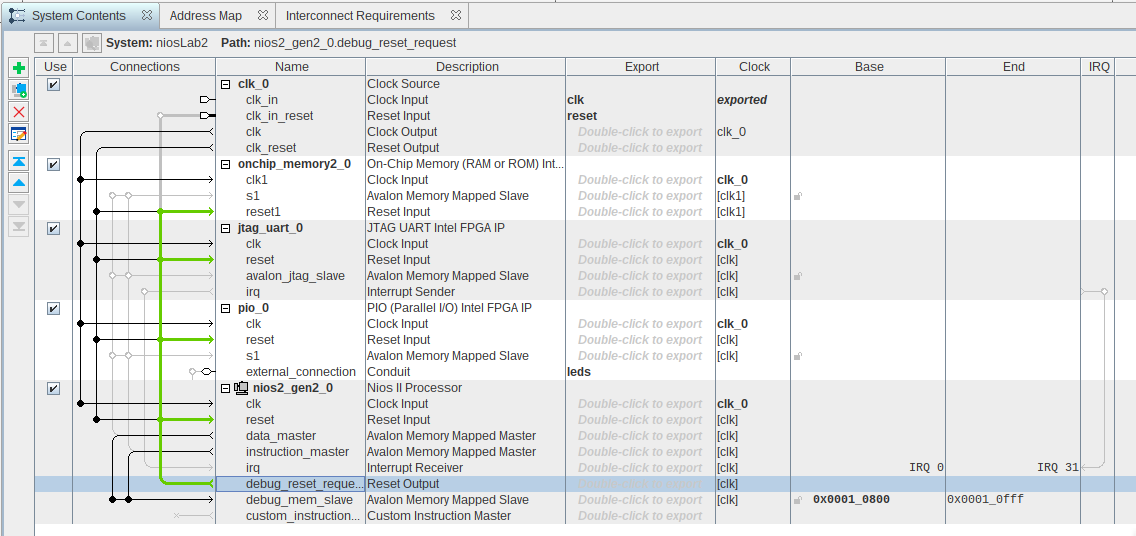 System Contents Address Map Interconnect Requirements
System: niosLab2 Path: nios2_gen2_0.debug_reset_request
Use Connections Name Description Export Clock Base End IRQ
clk_0 Clock Source
clk_in Clock Input clk exported
clk_in_reset Reset Input reset
clk Clock Output Double-click to export clk_0
clk_reset Reset Output Double-click to export
onchip_memory2_0 On-Chip Memory (RAM or ROM) Int...
clk1 Clock Input Double-click to export clk_0
s1 Avalon Memory Mapped Slave Double-click to export [clk1]
reset1 Reset Input Double-click to export [clk1]
jtag_uart_0 JTAG UART Intel FPGA IP
clk Clock Input Double-click to export clk_0
reset Reset Input Double-click to export [clk]
avalon_jtag_slave Avalon Memory Mapped Slave Double-click to export [clk]
irq Interrupt Sender Double-click to export [clk]
pio_0 PIO (Parallel I/O) Intel FPGA IP
clk Clock Input Double-click to export clk_0
reset Reset Input Double-click to export [clk]
s1 Avalon Memory Mapped Slave Double-click to export [clk]
external_connection Conduit leds
nios2_gen2_0 Nios II Processor
clk Clock Input Double-click to export clk_0
reset Reset Input Double-click to export [clk]
data_master Avalon Memory Mapped Master Double-click to export [clk]
instruction_master Avalon Memory Mapped Master Double-click to export [clk]
irq Interrupt Receiver Double-click to export [clk] IRQ 0 IRQ 31
debug_reset_reque... Reset Output Double-click to export [clk]
debug_mem_slave Avalon Memory Mapped Slave Double-click to export [clk] 0x0001_0800 0x0001_0fff
custom_instruction... Custom Instruction Master Double-click to export